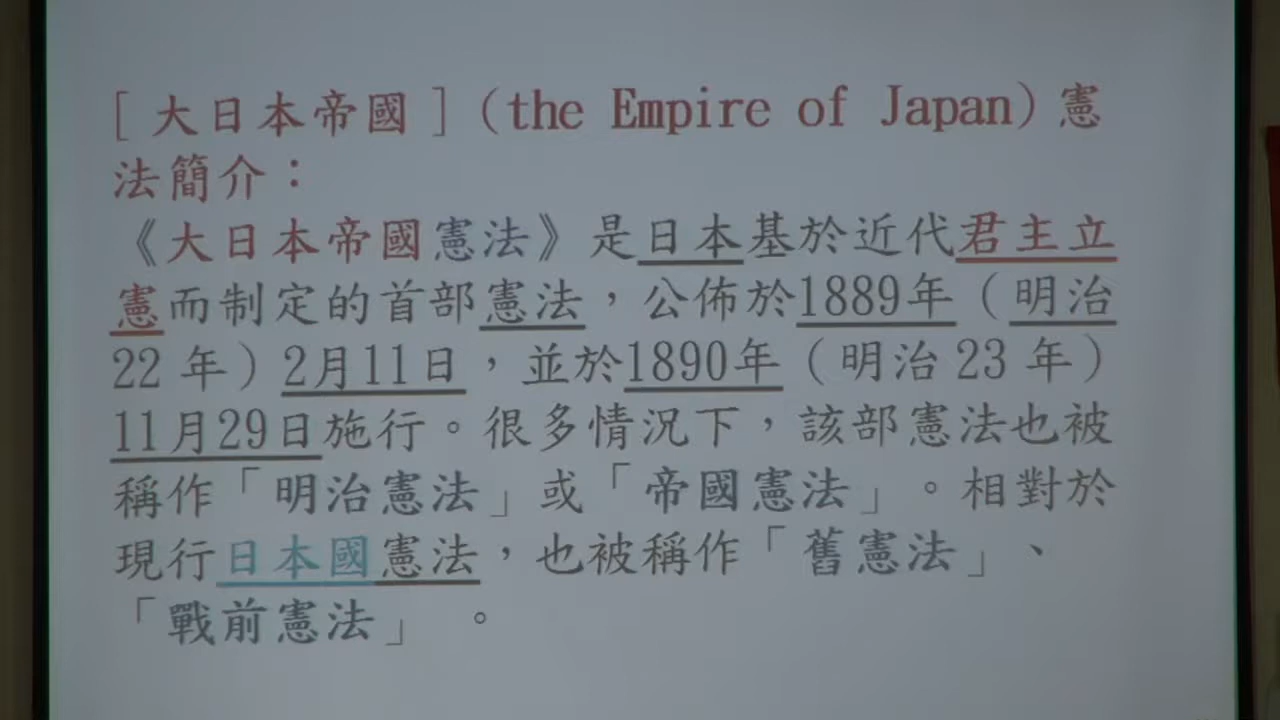 [ 大日本帝國 ] (the Empire of Japan) 憲
法簡介：
《大日本帝國憲法》是日本基於近代君主立
憲而制定的首部憲法，公佈於1889年（明治
22 年）2月11日，並於1890年（明治 23 年）
11月29日施行。很多情況下，該部憲法也被
稱作「明治憲法」或「帝國憲法」。相對於
現行日本國憲法，也被稱作「舊憲法」、
「戰前憲法」 。